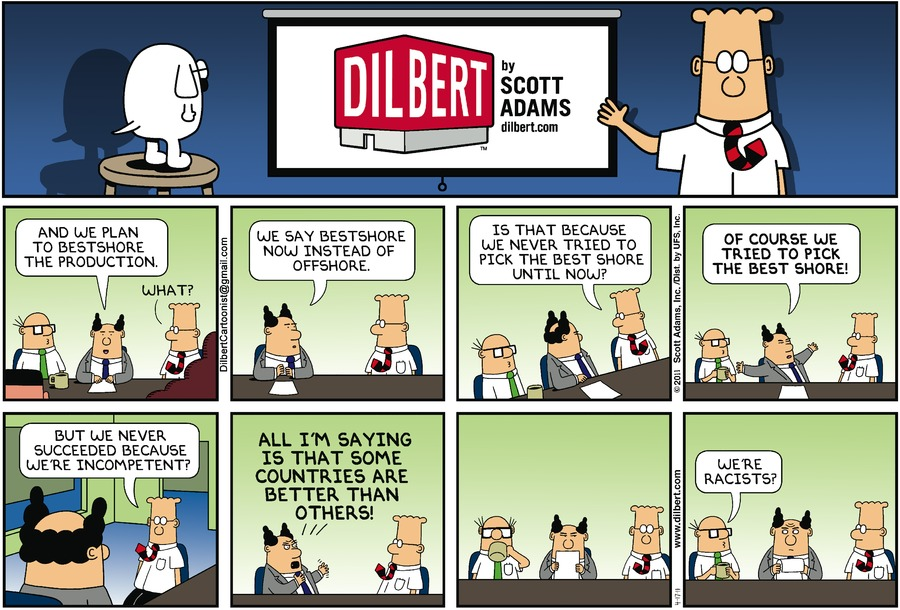 DILBERT
TM
by
SCOTT
ADAMS
dilbert.com
AND WE PLAN
TO BESTSHORE
THE PRODUCTION.
WHAT?
DilbertCartoonist@gmail.com
WE SAY BESTSHORE
NOW INSTEAD OF
OFFSHORE.
IS THAT BECAUSE
WE NEVER TRIED TO
PICK THE BEST SHORE
UNTIL NOW?
© 2011 Scott Adams, Inc. /Dist. by UFS, Inc.
OF COURSE WE
TRIED TO PICK
THE BEST SHORE!
BUT WE NEVER
SUCCEEDED BECAUSE
WE'RE INCOMPETENT?
ALL I'M SAYING
IS THAT SOME
COUNTRIES ARE
BETTER THAN
OTHERS!
www.dilbert.com
4-17-11
WE'RE
RACISTS?